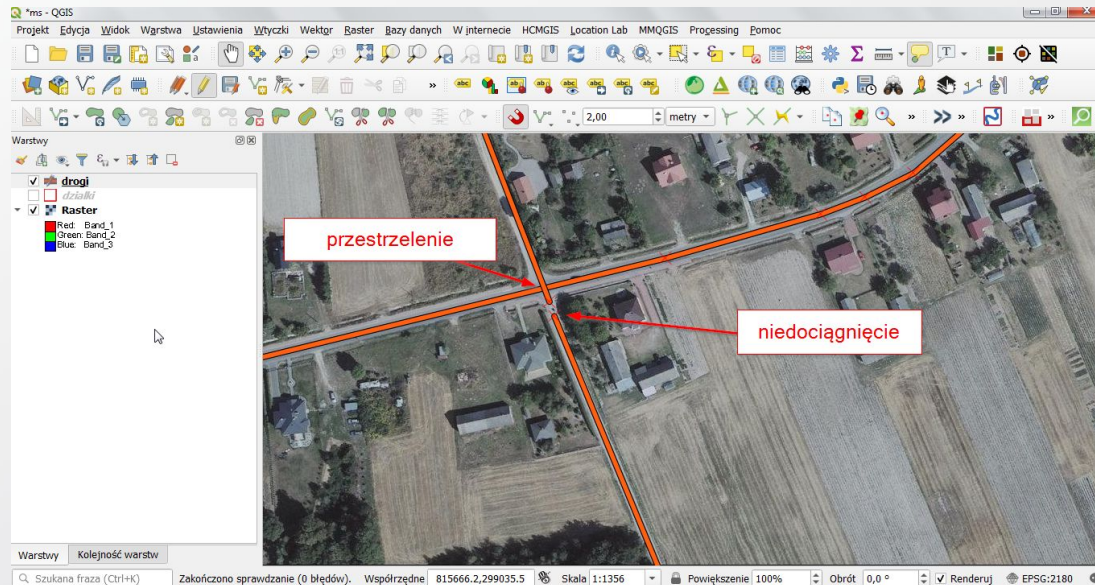 *ms - QGIS
Projekt Edycja Widok Warstwa Ustawienia Wtyczki Wektor Raster Bazy danych W internecie HCMGIS Location Lab MMQGIS Processing Pomoc
2,00 metry
Warstwy
drogi
działki
Raster
Red: Band_1
Green: Band_2
Blue: Band_3
przestrzelenie
niedociągnięcie
Warstwy Kolejność warstw
Szukana fraza (Ctrl+K) Zakończono sprawdzanie (0 błędów). Współrzędne 815666.2,299035.5 Skala 1:1356 Powiększenie 100% Obrót 0,0 ° Renderuj EPSG:2180